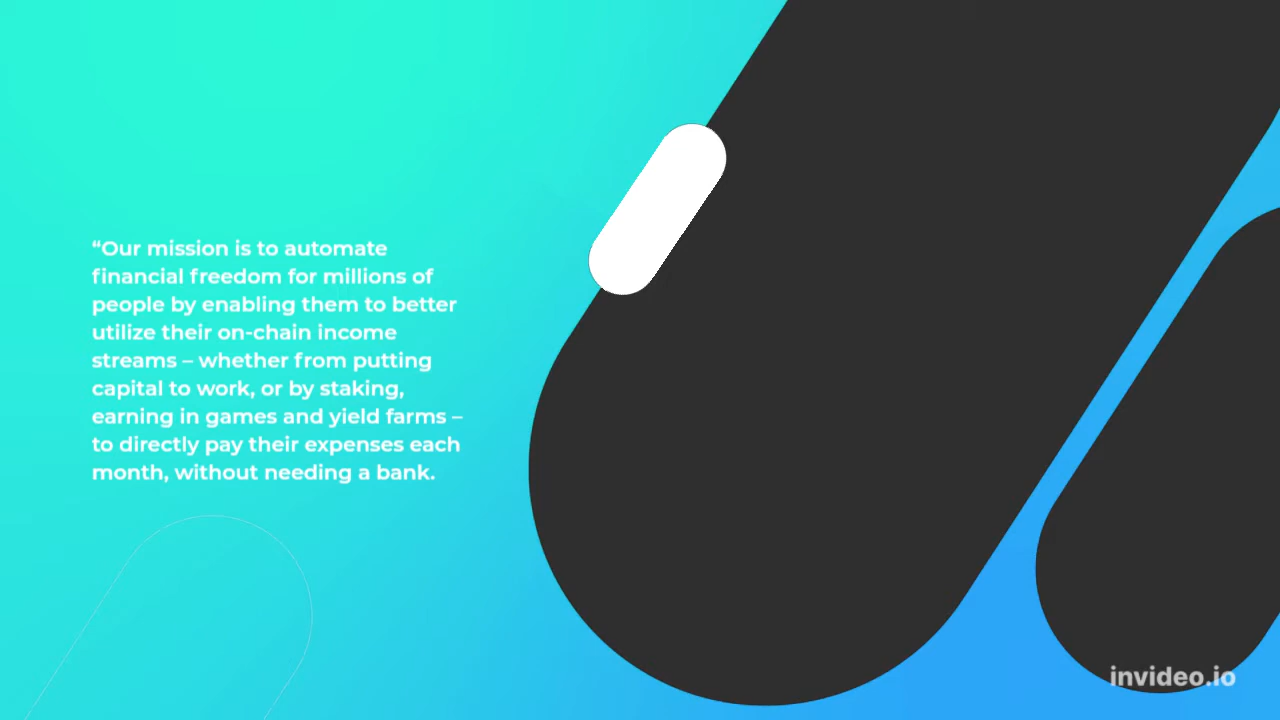 “Our mission is to automate
financial freedom for millions of
people by enabling them to better
utilize their on-chain income
streams – whether from putting
capital to work, or by staking,
earning in games and yield farms –
to directly pay their expenses each
month, without needing a bank.
invideo.io